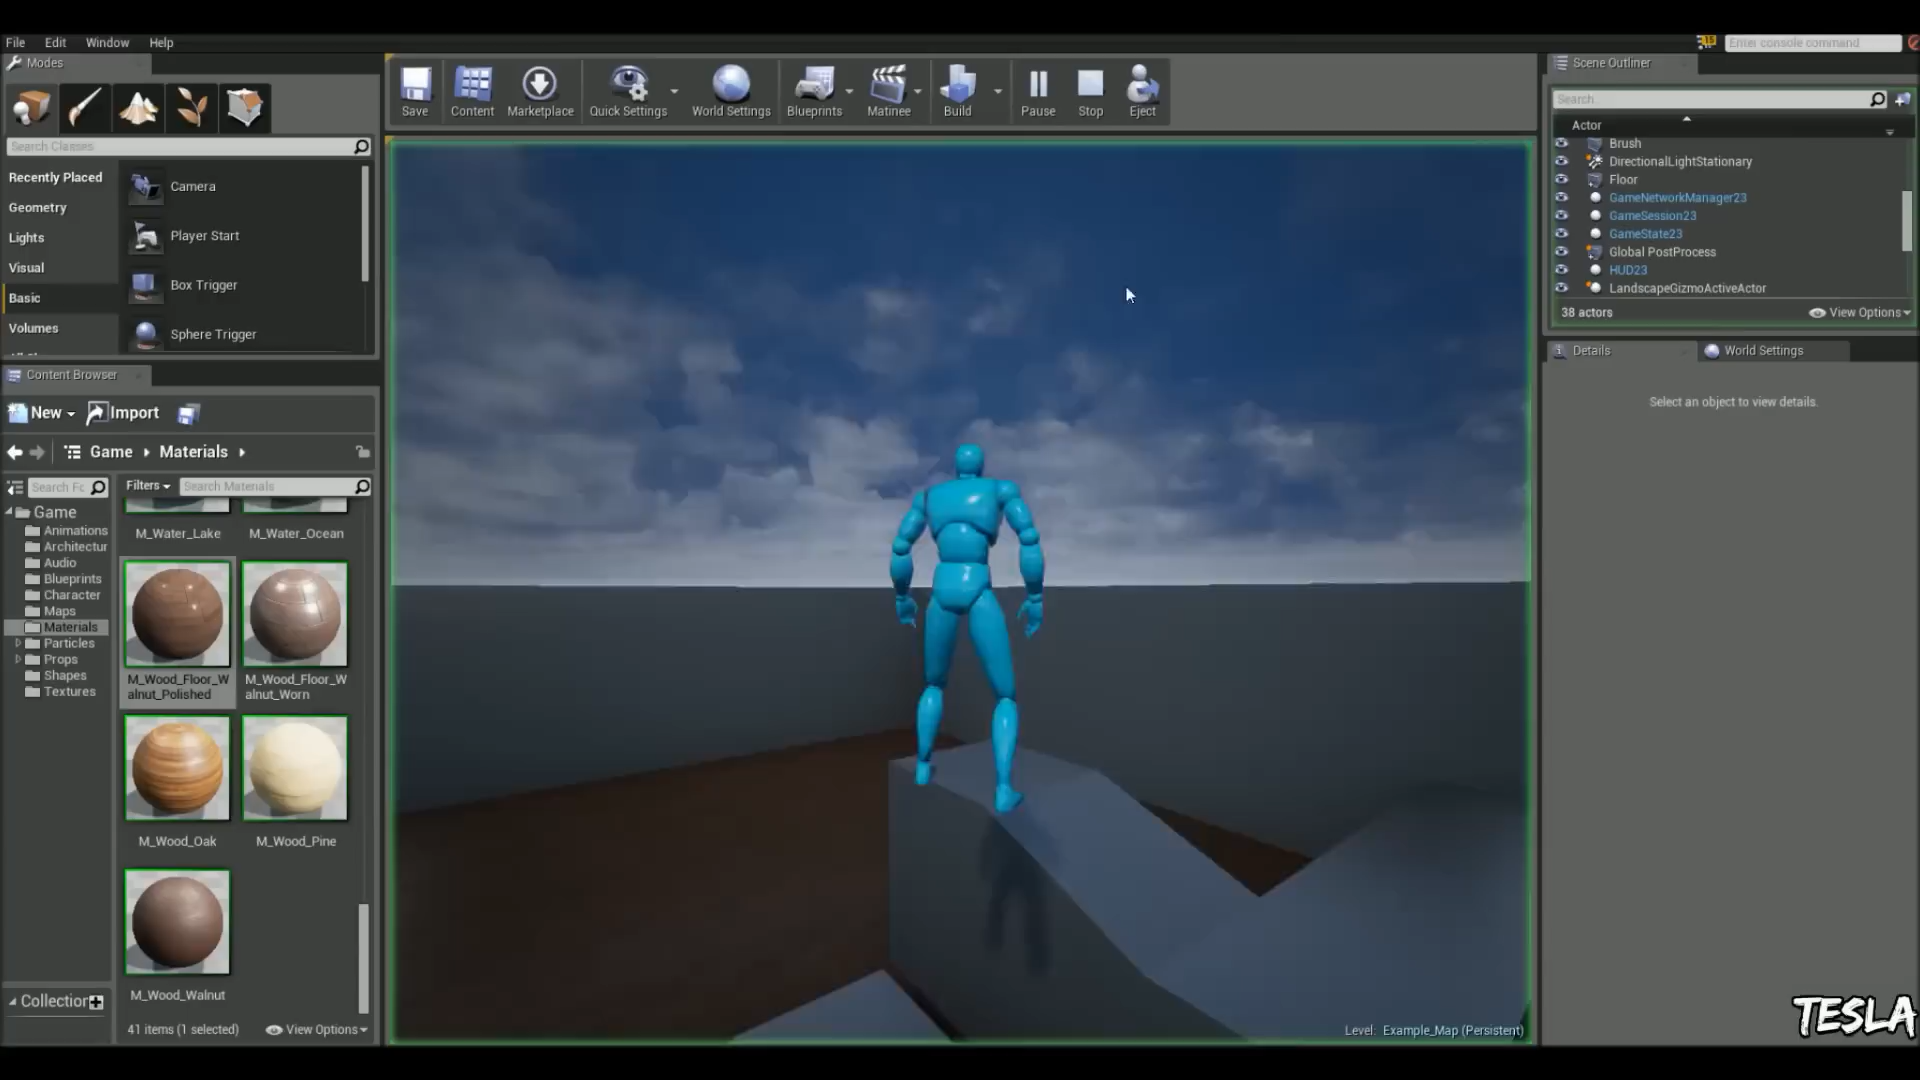 File Edit Window Help
15
Enter console command
Modes
Scene Outliner
Save Content Marketplace Quick Settings World Settings Blueprints Matinee Build Pause Stop Eject
Search
Actor
Search Classes
Recently Placed
Geometry
Lights
Visual
Basic
Volumes
Camera
Player Start
Box Trigger
Sphere Trigger
Brush
DirectionalLightStationary
Floor
GameNetworkManager23
GameSession23
GameState23
Global PostProcess
HUD23
LandscapeGizmoActiveActor
38 actors
View Options
Details
World Settings
Select an object to view details.
Content Browser
New Import
Game Materials
Search Fo
Filters
Search Materials
Game
Animations
Architectur
Audio
Blueprints
Character
Maps
Materials
Particles
Props
Shapes
Textures
M_Water_Lake
M_Water_Ocean
M_Wood_Floor_W
alnut_Polished
M_Wood_Floor_W
alnut_Worn
M_Wood_Oak
M_Wood_Pine
M_Wood_Walnut
Collection
41 items (1 selected)
View Options
Level: Example_Map (Persistent)
TESLA